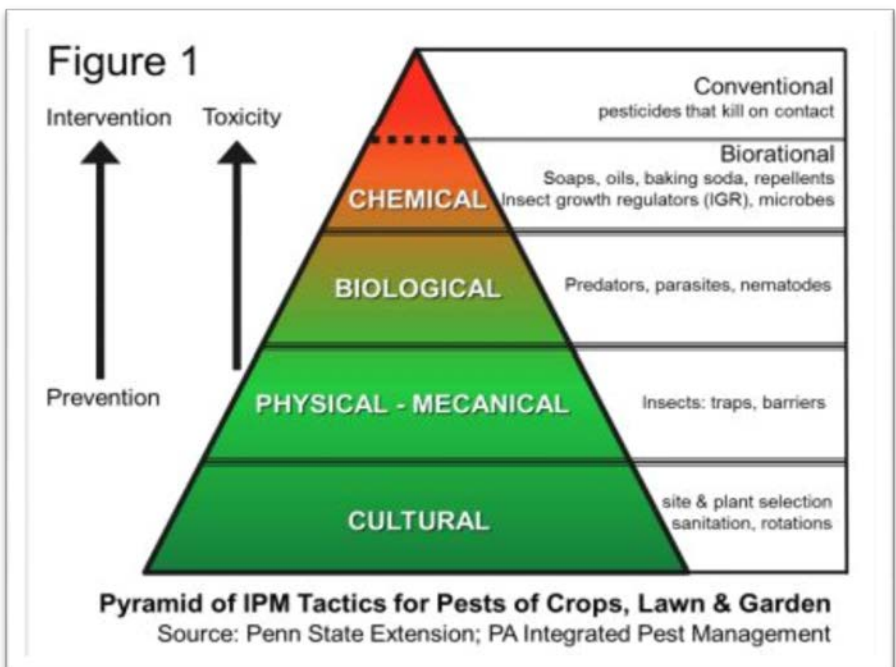 Figure 1
Intervention
Toxicity
Prevention
Conventional
pesticides that kill on contact
Biorational
Soaps, oils, baking soda, repellents
CHEMICAL
Insect growth regulators (IGR), microbes
BIOLOGICAL
Predators, parasites, nematodes
PHYSICAL - MECANICAL
Insects: traps, barriers
CULTURAL
site & plant selection
sanitation, rotations
Pyramid of IPM Tactics for Pests of Crops, Lawn & Garden
Source: Penn State Extension; PA Integrated Pest Management